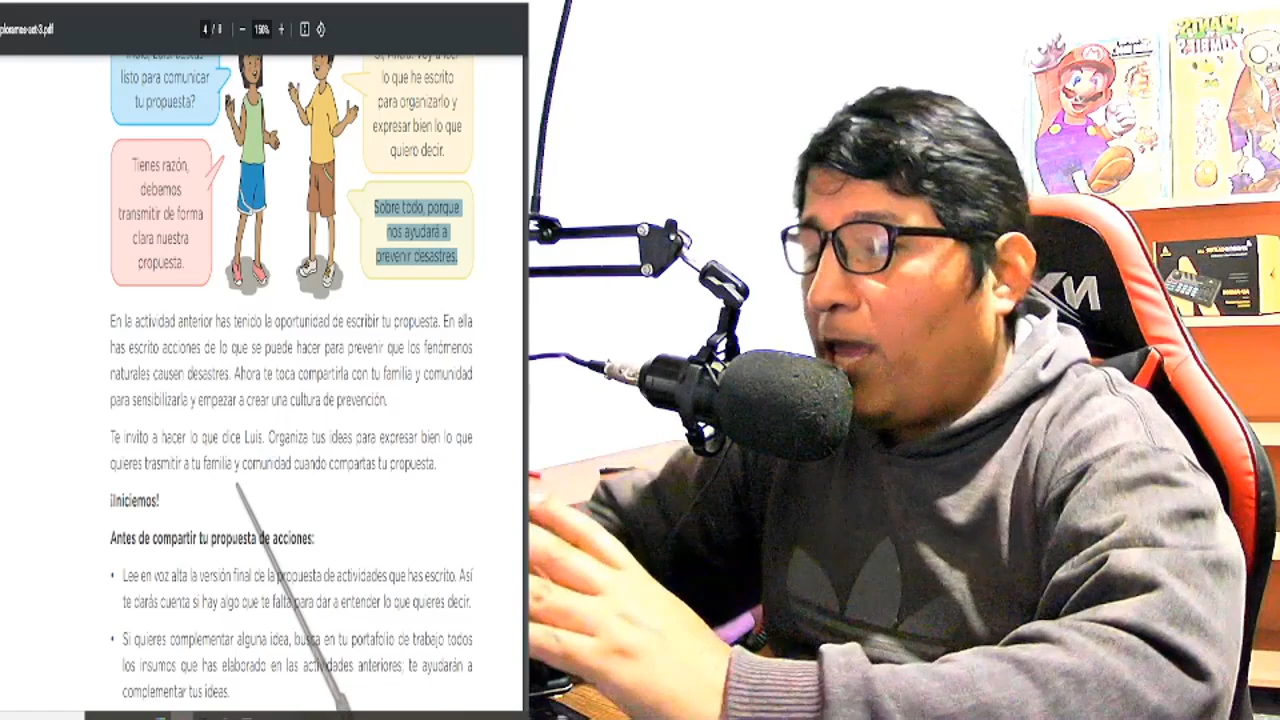 4 / 8
150%
listo para comunicar
tu propuesta?
lo que he escrito
para organizarlo y
expresar bien lo que
quiero decir.
Tienes razón,
debemos
transmitir de forma
clara nuestra
propuesta.
Sobre todo, porque
nos ayudará a
prevenir desastres.
En la actividad anterior has tenido la oportunidad de escribir tu propuesta. En ella
has escrito acciones de lo que se puede hacer para prevenir que los fenómenos
naturales causen desastres. Ahora te toca compartirla con tu familia y comunidad
para sensibilizarla y empezar a crear una cultura de prevención.
Te invito a hacer lo que dice Luis. Organiza tus ideas para expresar bien lo que
quieres trasmitir a tu familia y comunidad cuando compartas tu propuesta.
¡Iniciemos!
Antes de compartir tu propuesta de acciones:
• Lee en voz alta la versión final de la propuesta de actividades que has escrito. Así
te darás cuenta si hay algo que te falta para dar a entender lo que quieres decir.
• Si quieres complementar alguna idea, busca en tu portafolio de trabajo todos
los insumos que has elaborado en las actividades anteriores; te ayudarán a
complementar tus ideas.
PLANTS
ZOMBIES